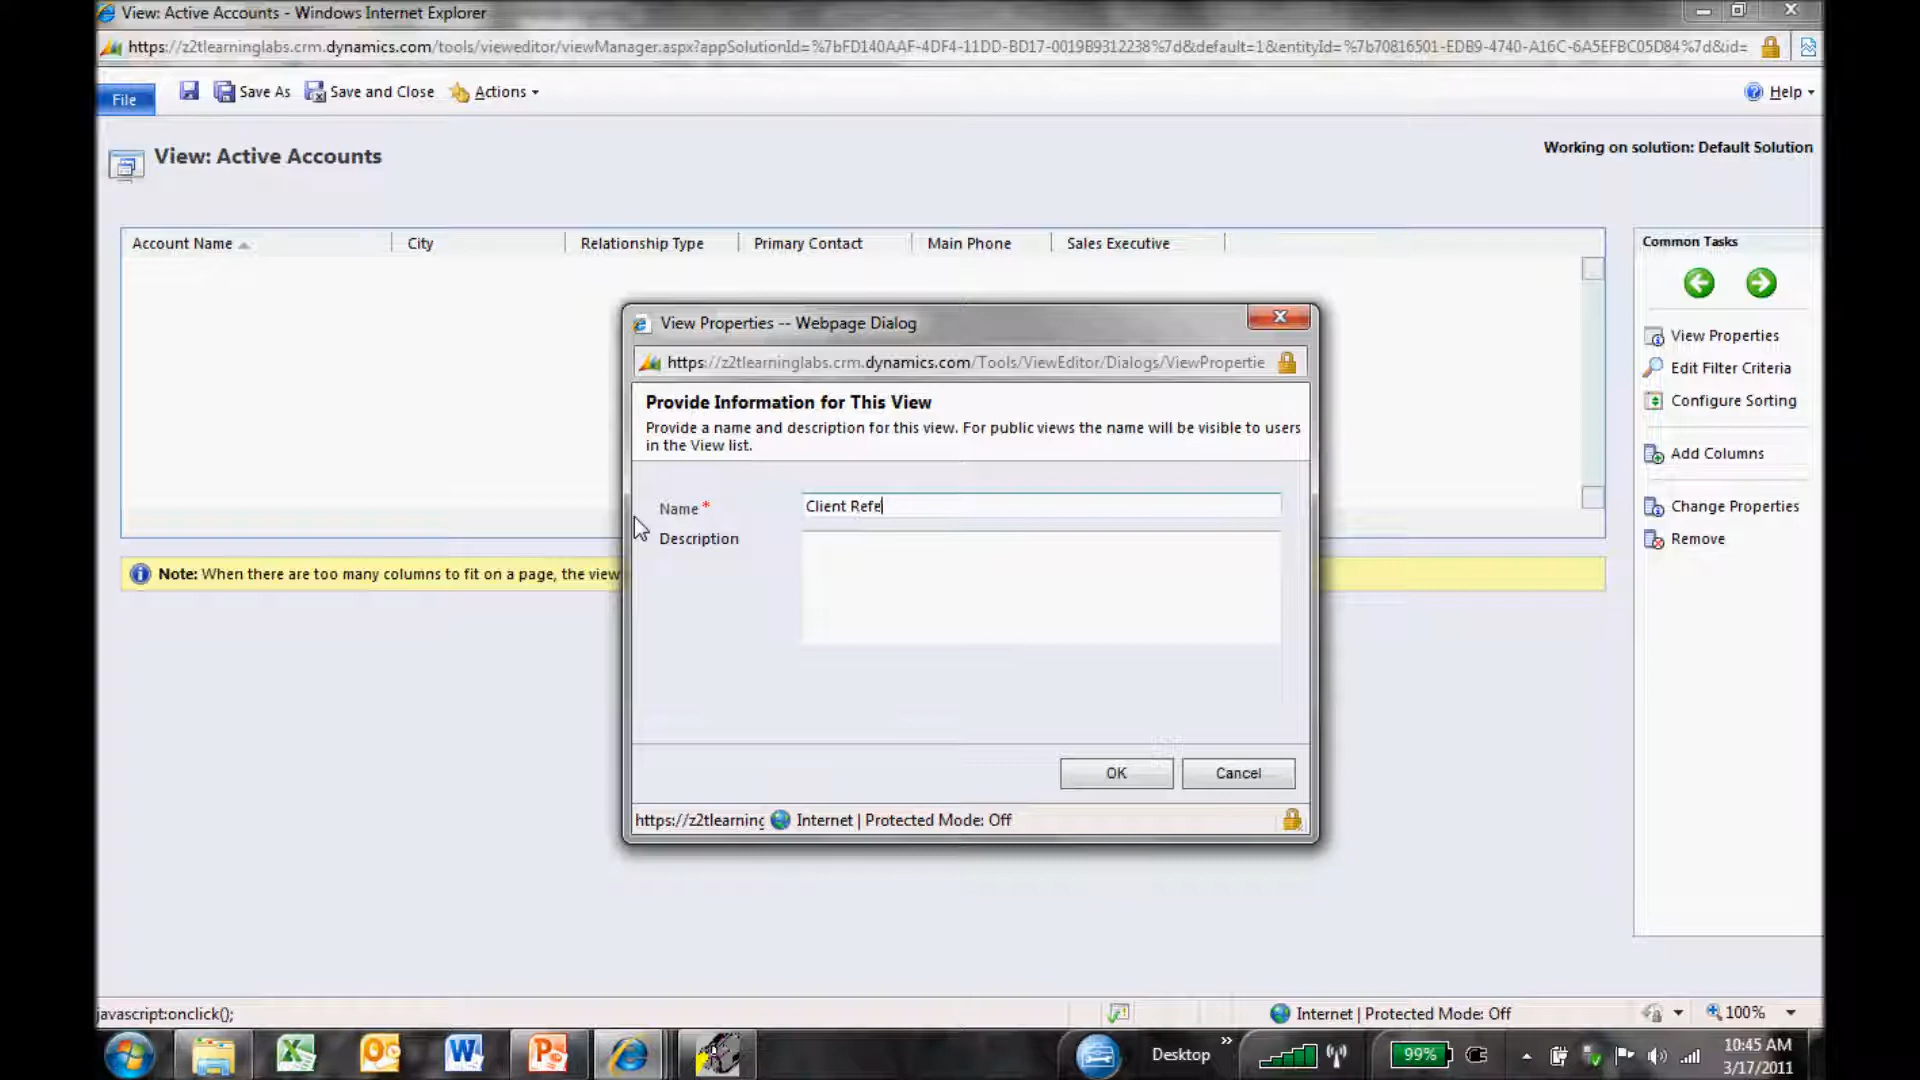 View: Active Accounts - Windows Internet Explorer
https://z2tlearninglabs.crm.dynamics.com/tools/vieweditor/viewManager.aspx?appSolutionId=%7bFD140AAF-4DF4-11DD-BD17-0019B9312238%7d&default=1&entityId=%7b70816501-EDB9-4740-A16C-6A5EFBC05D84%7d&id=
File
Save As
Save and Close
Actions
Help
View: Active Accounts
Working on solution: Default Solution
Account Name
City
Relationship Type
Primary Contact
Main Phone
Sales Executive
Common Tasks
View Properties
Edit Filter Criteria
Configure Sorting
Add Columns
Change Properties
Remove
View Properties -- Webpage Dialog
https://z2tlearninglabs.crm.dynamics.com/Tools/ViewEditor/Dialogs/ViewPropertie
Provide Information for This View
Provide a name and description for this view. For public views the name will be visible to users
in the View list.
Name *
Client Refe
Description
Note: When there are too many columns to fit on a page, the view
OK
Cancel
https://z2tlearning
Internet | Protected Mode: Off
javascript:onclick();
Internet | Protected Mode: Off
100%
Desktop
»
99%
10:45 AM
3/17/2011